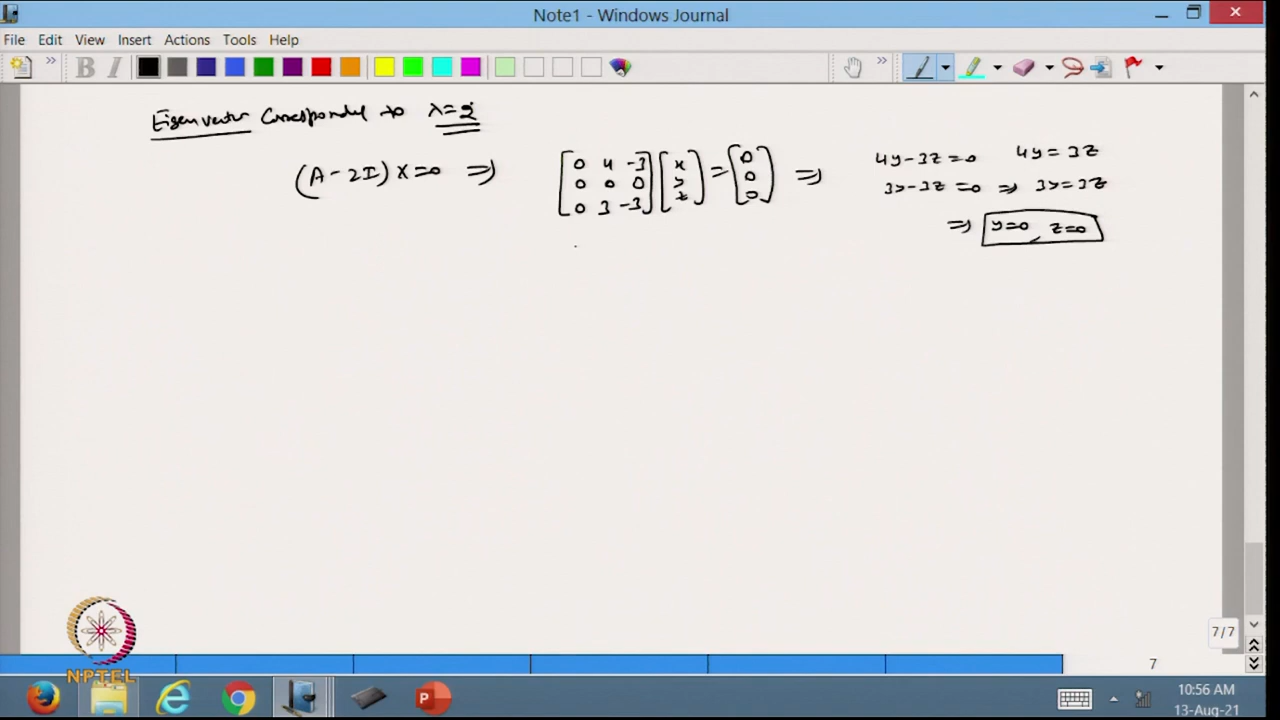 Note1 - Windows Journal
File Edit View Insert Actions Tools Help
B I
Eigenvector Correspond to λ=2
(A-2I)X=0 ⇒ [0 4 -3; 0 0 0; 0 3 -3] [x; y; z] = [0; 0; 0] ⇒ 4y-3z=0 4y=3z
3y-3z=0 ⇒ 3y=3z
⇒ y=0, z=0
7/7
7
NPTEL
10:56 AM
13-Aug-21